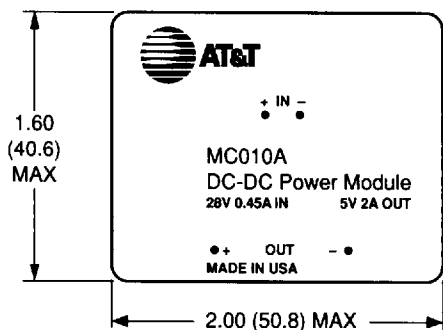 AT&T
+ IN –
1.60
(40.6)
MAX
MC010A
DC-DC Power Module
28V 0.45A IN 5V 2A OUT
+ OUT –
MADE IN USA
2.00 (50.8) MAX